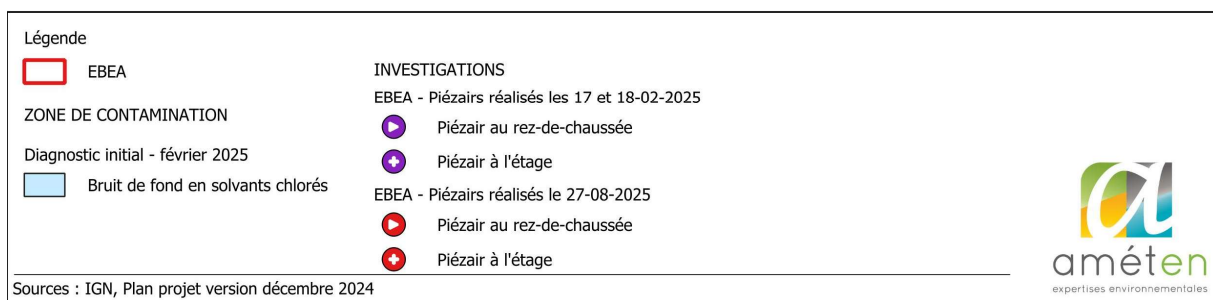 Légende
EBEA
ZONE DE CONTAMINATION
Diagnostic initial - février 2025
Bruit de fond en solvants chlorés
INVESTIGATIONS
EBEA - Piézairs réalisés les 17 et 18-02-2025
Piézair au rez-de-chaussée
Piézair à l'étage
EBEA - Piézairs réalisés le 27-08-2025
Piézair au rez-de-chaussée
Piézair à l'étage
Sources : IGN, Plan projet version décembre 2024
améten
expertises environnementales